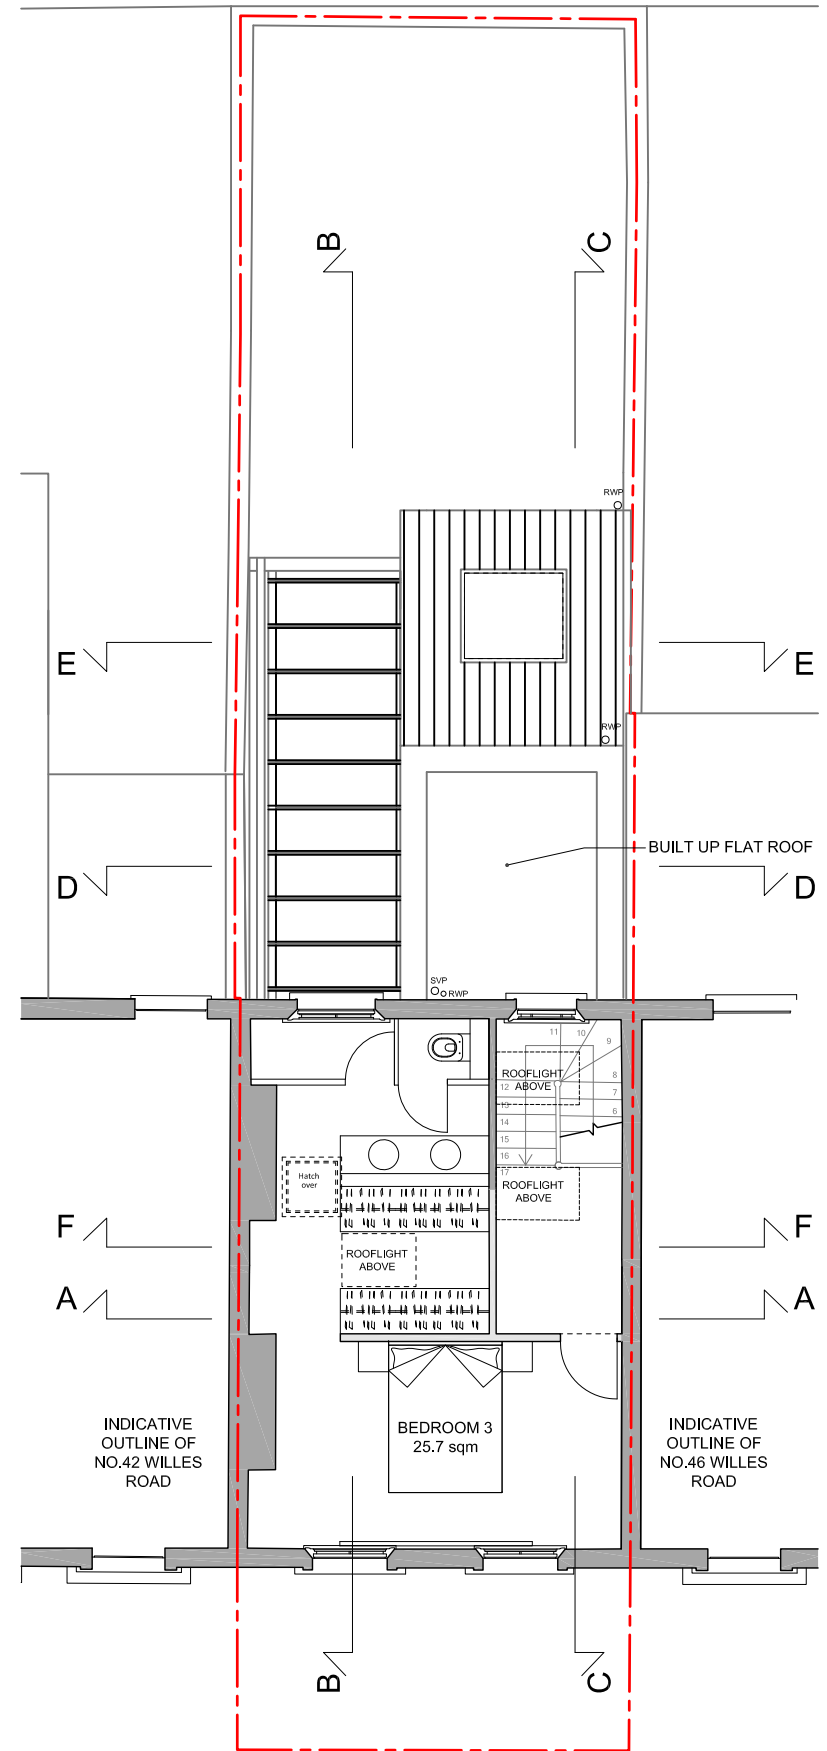 B
C
RWP
E
E
RWP
BUILT UP FLAT ROOF
D
D
SVP
RWP
11
10
9
ROOFLIGHT
ABOVE
8
12
7
13
6
14
15
16
17
ROOFLIGHT
ABOVE
Hatch
over
F
F
ROOFLIGHT
ABOVE
A
A
INDICATIVE
OUTLINE OF
NO.42 WILLES
ROAD
BEDROOM 3
25.7 sqm
INDICATIVE
OUTLINE OF
NO.46 WILLES
ROAD
B
C